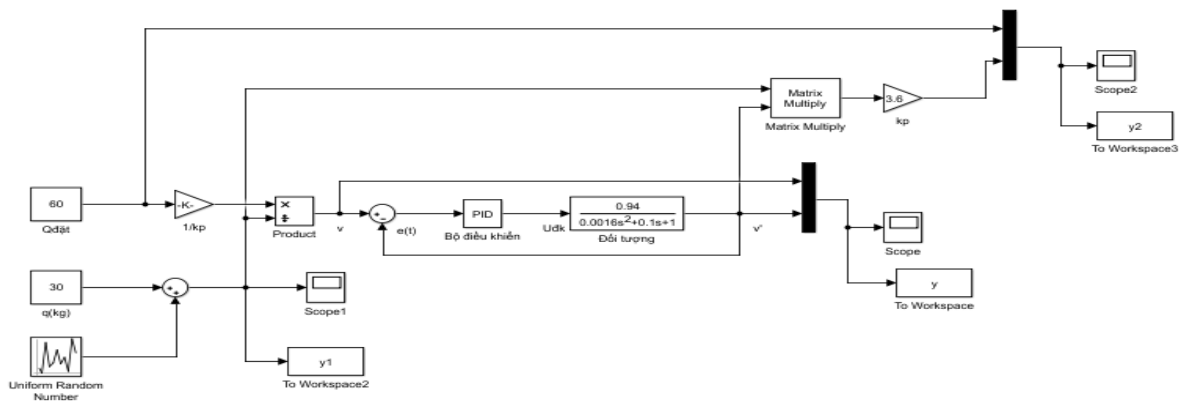 Scope2
Matrix
Multiply
3.6
Matrix Multiply
kp
y2
To Workspace3
60
Qđặt
-K-
1/kp
×
÷
Product
v
+
-
e(t)
PID
Bộ điều khiển
Uđk
0.94
0.0016s²+0.1s+1
Đối tượng
v'
Scope
30
q(kg)
+
+
Scope1
y
To Workspace
Uniform Random
Number
y1
To Workspace2